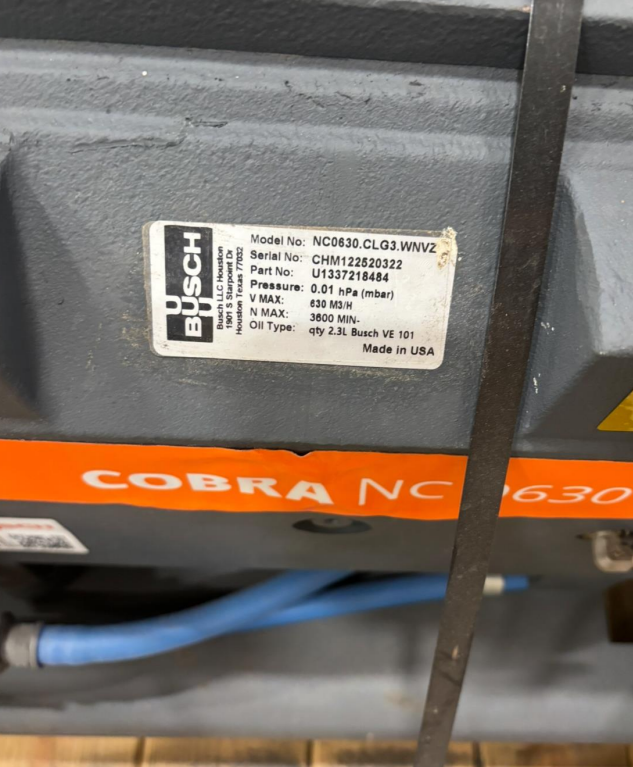 BUSCH
Busch LLC Houston
1901 S Starpoint Dr
Houston Texas 77032
Model No: NC0630.CLG3.WNVZ
Serial No: CHM122520322
Part No: U1337218484
Pressure: 0.01 hPa (mbar)
V MAX: 630 M3/H
N MAX: 3600 MIN-
Oil Type: qty 2.3L Busch VE 101
Made in USA
COBRA NC 0630